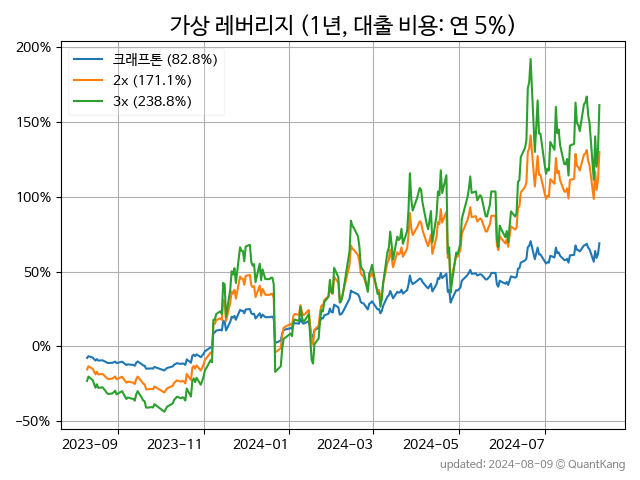 가상 레버리지 (1년, 대출 비용: 연 5%)
크래프톤 (82.8%)
2x (171.1%)
3x (238.8%)
200%
150%
100%
50%
0%
−50%
2023-09 2023-11 2024-01 2024-03 2024-05 2024-07
updated: 2024-08-09 © QuantKang